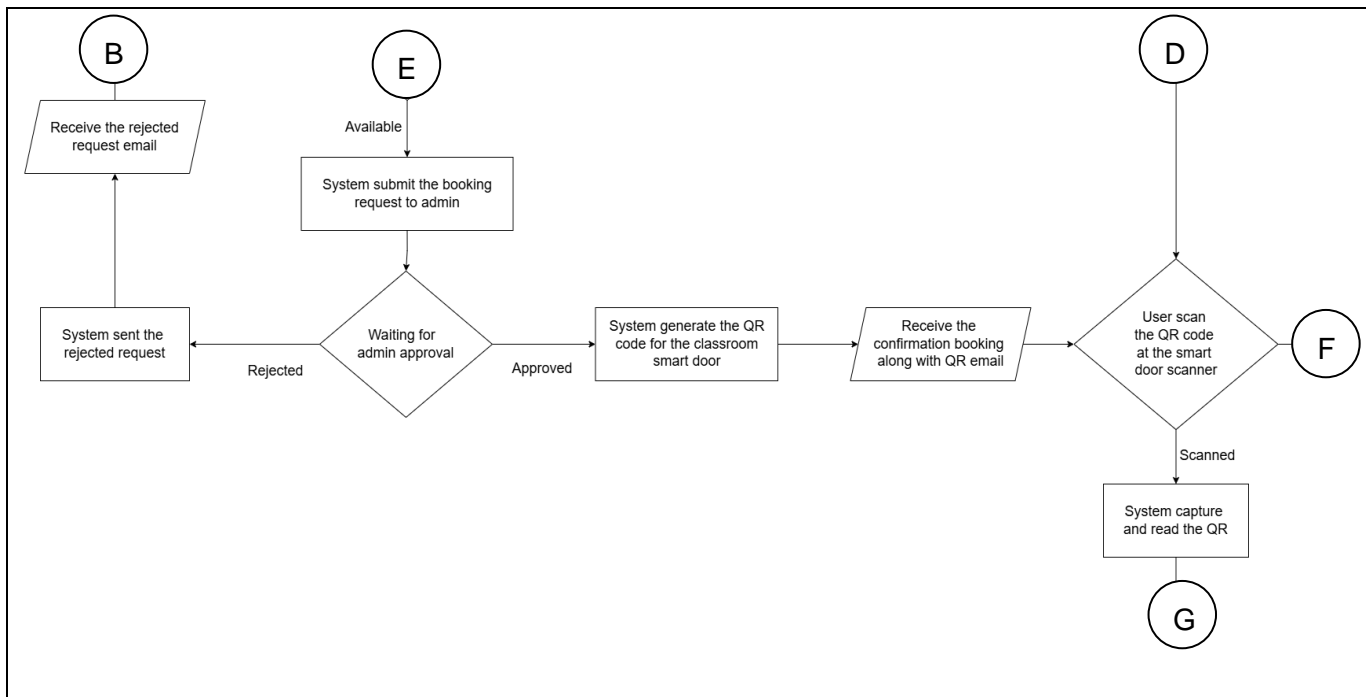 B
E
D
Receive the rejected
request email
Available
System submit the booking
request to admin
System sent the
rejected request
Rejected
Waiting for
admin approval
Approved
System generate the QR
code for the classroom
smart door
Receive the
confirmation booking
along with QR email
User scan
the QR code
at the smart
door scanner
F
Scanned
System capture
and read the QR
G